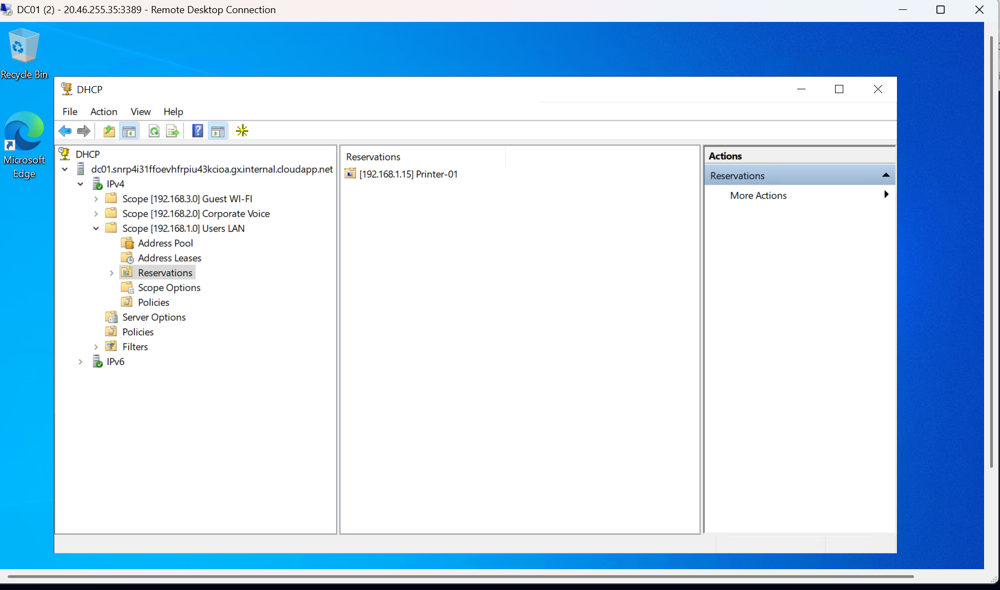 DC01 (2) - 20.46.255.35:3389 - Remote Desktop Connection
Recycle Bin
Microsoft
Edge
DHCP
File Action View Help
DHCP
dc01.snrp4i31ffoevhfrpiu43kcioa.gx.internal.cloudapp.net
IPv4
Scope [192.168.3.0] Guest WI-FI
Scope [192.168.2.0] Corporate Voice
Scope [192.168.1.0] Users LAN
Address Pool
Address Leases
Reservations
Scope Options
Policies
Server Options
Policies
Filters
IPv6
Reservations
[192.168.1.15] Printer-01
Actions
Reservations
More Actions